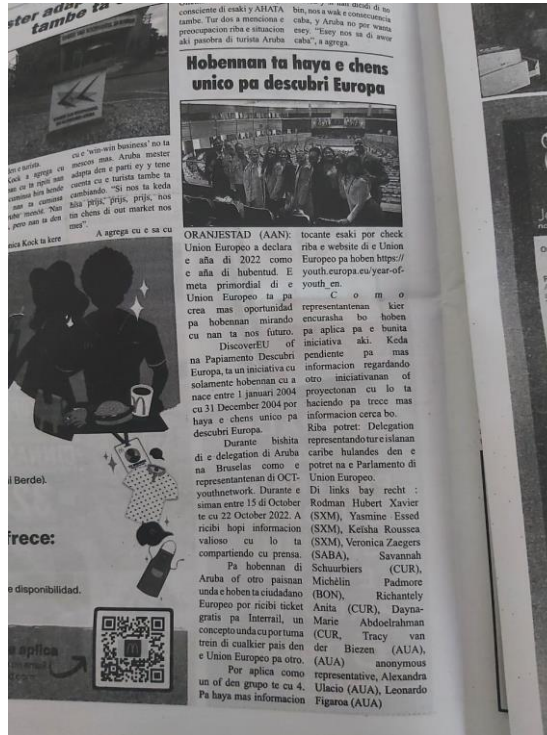 ster adap
tambe ta
consciente di esaki y AHATA
tambe. Tur dos a menciona e
preocupacion riba e situacion
aki pasobra di turista Aruba
bin, nos a wak e consecuencia
caba, y Aruba no por wanta
esey. "Esey nos sa di awor
caba", a agrega.
den e turista.
Kock a agrega cu
cu e 'win-win business' no ta
mescos mas. Aruba mester
adapta den e parti ey y tene
cuenta cu e turista tambe ta
cambiando. "Si nos ta keda
hisa prijs, prijs, prijs, nos
tin chens di out market nos
mes".
A agrega cu e sa cu
nica Kock ta kere
Hobennan ta haya e chens
unico pa descubri Europa
ORANJESTAD (AAN):
Union Europeo a declara
e aña di 2022 como
e aña di hubentud. E
meta primordial di e
Union Europeo ta pa
crea mas oportunidad
pa hobennan mirando
cu nan ta nos futuro.
DiscoverEU of
na Papiamento Descubri
Europa, ta un iniciativa cu
solamente hobennan cu a
nace entre 1 januari 2004
cu 31 December 2004 por
haya e chens unico pa
descubri Europa.
Durante bishita
di e delegation di Aruba
na Bruselas como e
representantenan di OCT-
youthnetwork. Durante e
siman entre 15 di October
te cu 22 October 2022. A
ricibi hopi informacion
valioso cu lo ta
compartiendo cu prensa.
Pa hobennan di
Aruba of otro paisnan
unda e hoben ta ciudadano
Europeo por ricibi ticket
gratis pa Interrail, un
concepto unda cu por tuma
trein di cualkier pais den
e Union Europeo pa otro.
Por aplica como
un of den grupo te cu 4.
Pa haya mas informacion
tocante esaki por check
riba e website di e Union
Europeo pa hoben https://
youth.europa.eu/year-of-
youth_en.
Como
representantenan kier
encurasha bo hoben
pa aplica pa e bunita
iniciativa aki. Keda
pendiente pa mas
informacion regardando
otro iniciativanan of
proyectonan cu lo ta
haciendo pa trece mas
informacion cerca bo.
Riba potret: Delegation
representando tur e islanan
caribe hulandes den e
potret na e Parlamento di
Union Europeo.
Di links bay recht :
Rodman Hubert Xavier
(SXM), Yasmine Essed
(SXM), Keïsha Roussea
(SXM), Veronica Zaegers
(SABA), Savannah
Schuurbiers (CUR),
Michèlin Padmore
(BON), Richantely
Anita (CUR), Dayna-
Marie Abdoelrahman
(CUR, Tracy van
der Biezen (AUA),
(AUA) anonymous
representative, Alexandra
Ulacio (AUA), Leonardo
Figaroa (AUA)
l Berde).
frece:
e disponibilidad.
aplica